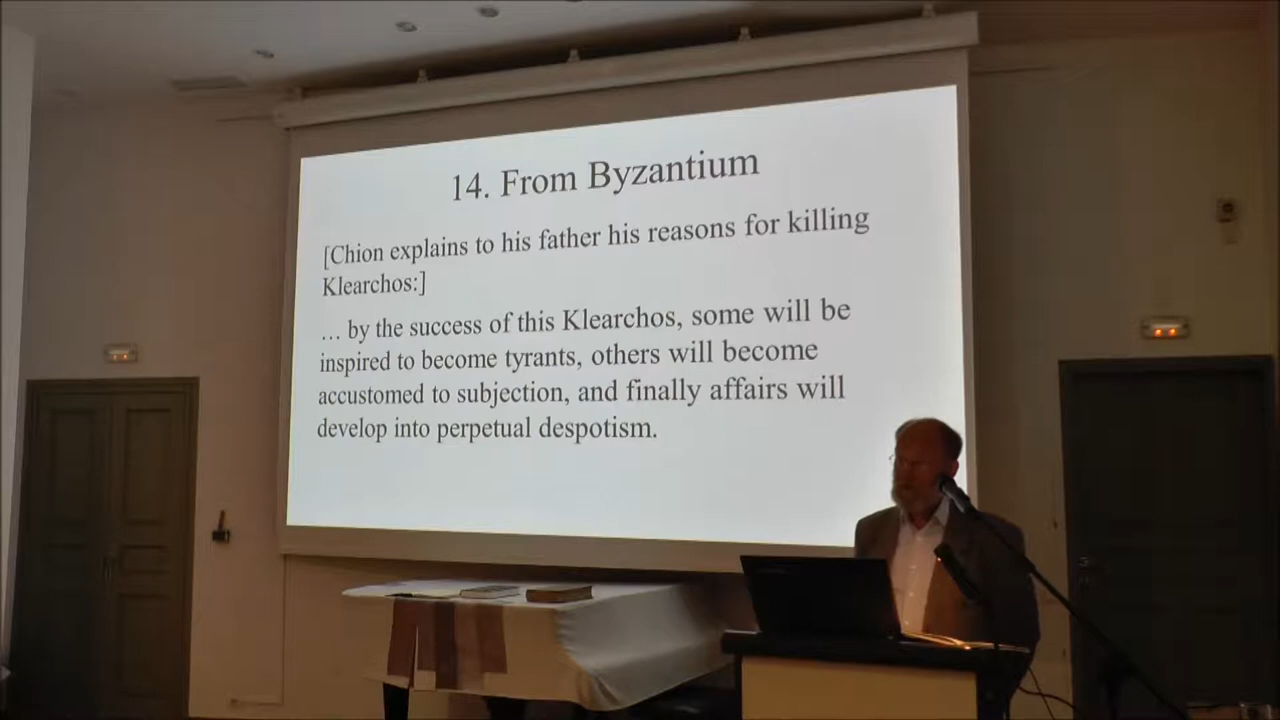 14. From Byzantium
[Chion explains to his father his reasons for killing
Klearchos:]
… by the success of this Klearchos, some will be
inspired to become tyrants, others will become
accustomed to subjection, and finally affairs will
develop into perpetual despotism.